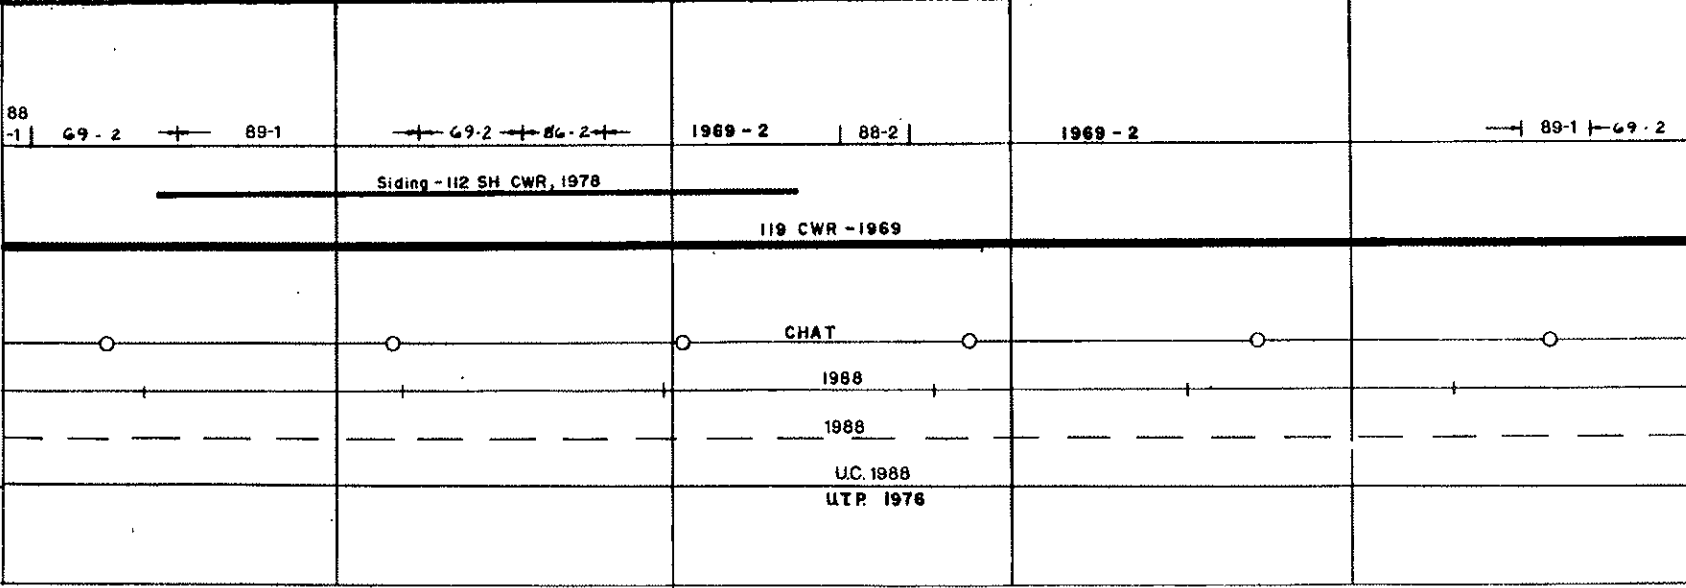 88
-1 69-2 89-1 69-2 86-2 1969-2 88-2 1969-2 89-1 69-2
Siding-112 SH CWR, 1978
119 CWR-1969
CHAT
1988
1988
U.C. 1988
U.T.P. 1976